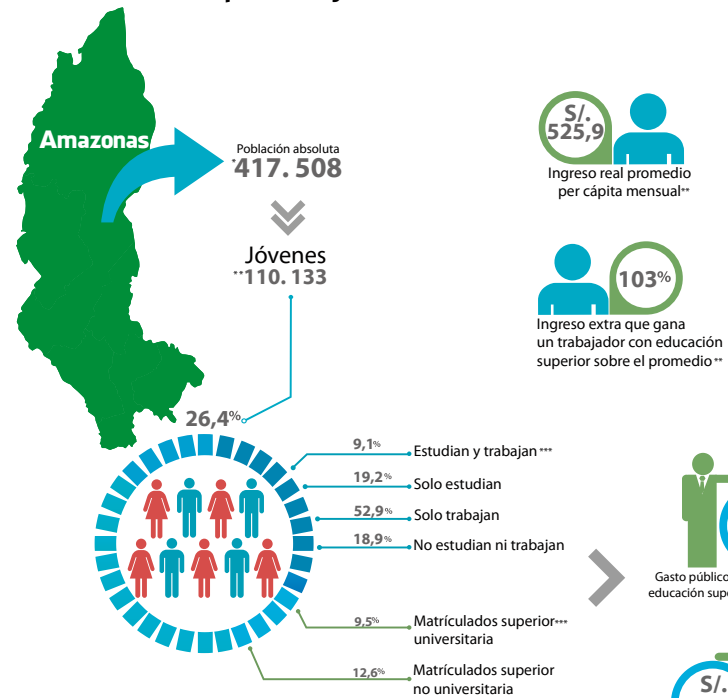 Amazonas
Población absoluta
*417. 508
Jóvenes
**110. 133
26,4%
S/.
525,9
Ingreso real promedio
per cápita mensual**
103%
Ingreso extra que gana
un trabajador con educación
superior sobre el promedio**
9,1% Estudian y trabajan***
19,2% Solo estudian
52,9% Solo trabajan
18,9% No estudian ni trabajan
9,5% Matrículados superior***
universitaria
12,6% Matrículados superior
no universitaria
Gasto público
educación
S/.